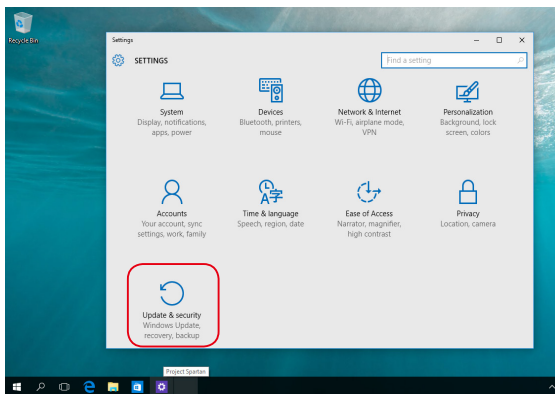 Recycle Bin
Settings
SETTINGS
Find a setting
System
Display, notifications,
apps, power
Devices
Bluetooth, printers,
mouse
Network & Internet
Wi-Fi, airplane mode,
VPN
Personalization
Background, lock
screen, colors
Accounts
Your account, sync
settings, work, family
Time & language
Speech, region, date
Ease of Access
Narrator, magnifier,
high contrast
Privacy
Location, camera
Update & security
Windows Update,
recovery, backup
Project Spartan